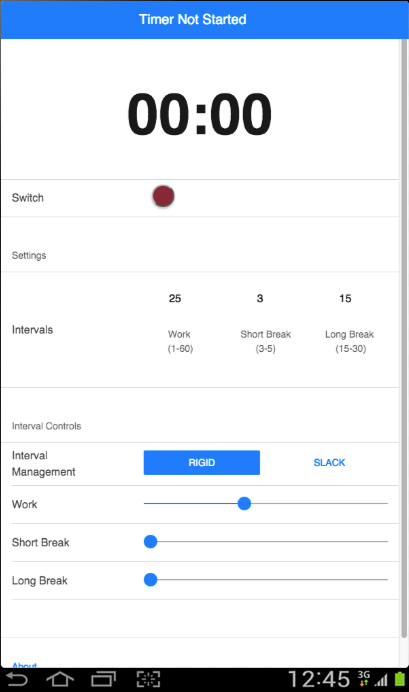 Timer Not Started
00:00
Switch
Settings
25 3 15
Intervals
Work Short Break Long Break
(1-60) (3-5) (15-30)
Interval Controls
Interval
Management
RIGID SLACK
Work
Short Break
Long Break
About
12:45 3G